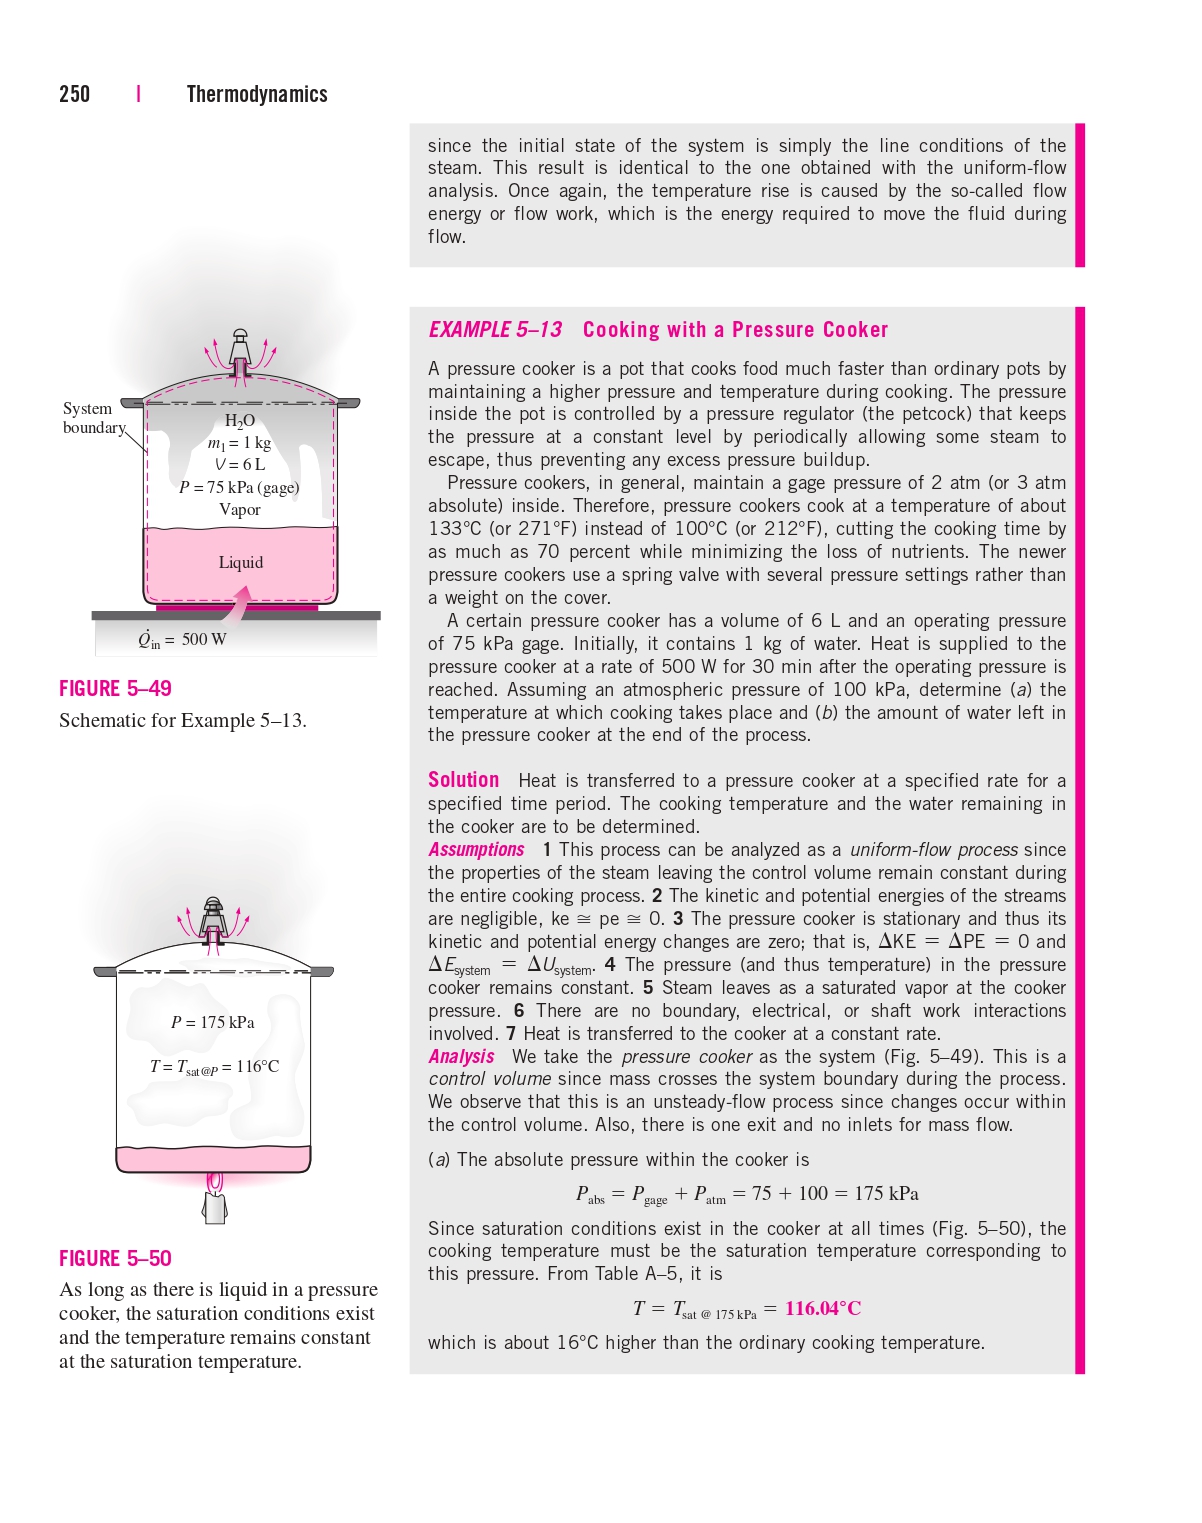 250 | Thermodynamics
since the initial state of the system is simply the line conditions of the
steam. This result is identical to the one obtained with the uniform-flow
analysis. Once again, the temperature rise is caused by the so-called flow
energy or flow work, which is the energy required to move the fluid during
flow.
System
boundary
H₂O
m₁ = 1 kg
V = 6 L
P = 75 kPa (gage)
Vapor
Liquid
Q̇in = 500 W
FIGURE 5–49
Schematic for Example 5–13.
P = 175 kPa
T = Tsat@P = 116°C
FIGURE 5–50
As long as there is liquid in a pressure
cooker, the saturation conditions exist
and the temperature remains constant
at the saturation temperature.
EXAMPLE 5–13 Cooking with a Pressure Cooker
A pressure cooker is a pot that cooks food much faster than ordinary pots by
maintaining a higher pressure and temperature during cooking. The pressure
inside the pot is controlled by a pressure regulator (the petcock) that keeps
the pressure at a constant level by periodically allowing some steam to
escape, thus preventing any excess pressure buildup.
Pressure cookers, in general, maintain a gage pressure of 2 atm (or 3 atm
absolute) inside. Therefore, pressure cookers cook at a temperature of about
133°C (or 271°F) instead of 100°C (or 212°F), cutting the cooking time by
as much as 70 percent while minimizing the loss of nutrients. The newer
pressure cookers use a spring valve with several pressure settings rather than
a weight on the cover.
A certain pressure cooker has a volume of 6 L and an operating pressure
of 75 kPa gage. Initially, it contains 1 kg of water. Heat is supplied to the
pressure cooker at a rate of 500 W for 30 min after the operating pressure is
reached. Assuming an atmospheric pressure of 100 kPa, determine (a) the
temperature at which cooking takes place and (b) the amount of water left in
the pressure cooker at the end of the process.
Solution Heat is transferred to a pressure cooker at a specified rate for a
specified time period. The cooking temperature and the water remaining in
the cooker are to be determined.
Assumptions 1 This process can be analyzed as a uniform-flow process since
the properties of the steam leaving the control volume remain constant during
the entire cooking process. 2 The kinetic and potential energies of the streams
are negligible, ke ≅ pe ≅ 0. 3 The pressure cooker is stationary and thus its
kinetic and potential energy changes are zero; that is, ΔKE = ΔPE = 0 and
ΔEsystem = ΔUsystem. 4 The pressure (and thus temperature) in the pressure
cooker remains constant. 5 Steam leaves as a saturated vapor at the cooker
pressure. 6 There are no boundary, electrical, or shaft work interactions
involved. 7 Heat is transferred to the cooker at a constant rate.
Analysis We take the pressure cooker as the system (Fig. 5–49). This is a
control volume since mass crosses the system boundary during the process.
We observe that this is an unsteady-flow process since changes occur within
the control volume. Also, there is one exit and no inlets for mass flow.
(a) The absolute pressure within the cooker is
Pabs = Pgage + Patm = 75 + 100 = 175 kPa
Since saturation conditions exist in the cooker at all times (Fig. 5–50), the
cooking temperature must be the saturation temperature corresponding to
this pressure. From Table A–5, it is
T = Tsat @ 175 kPa = 116.04°C
which is about 16°C higher than the ordinary cooking temperature.